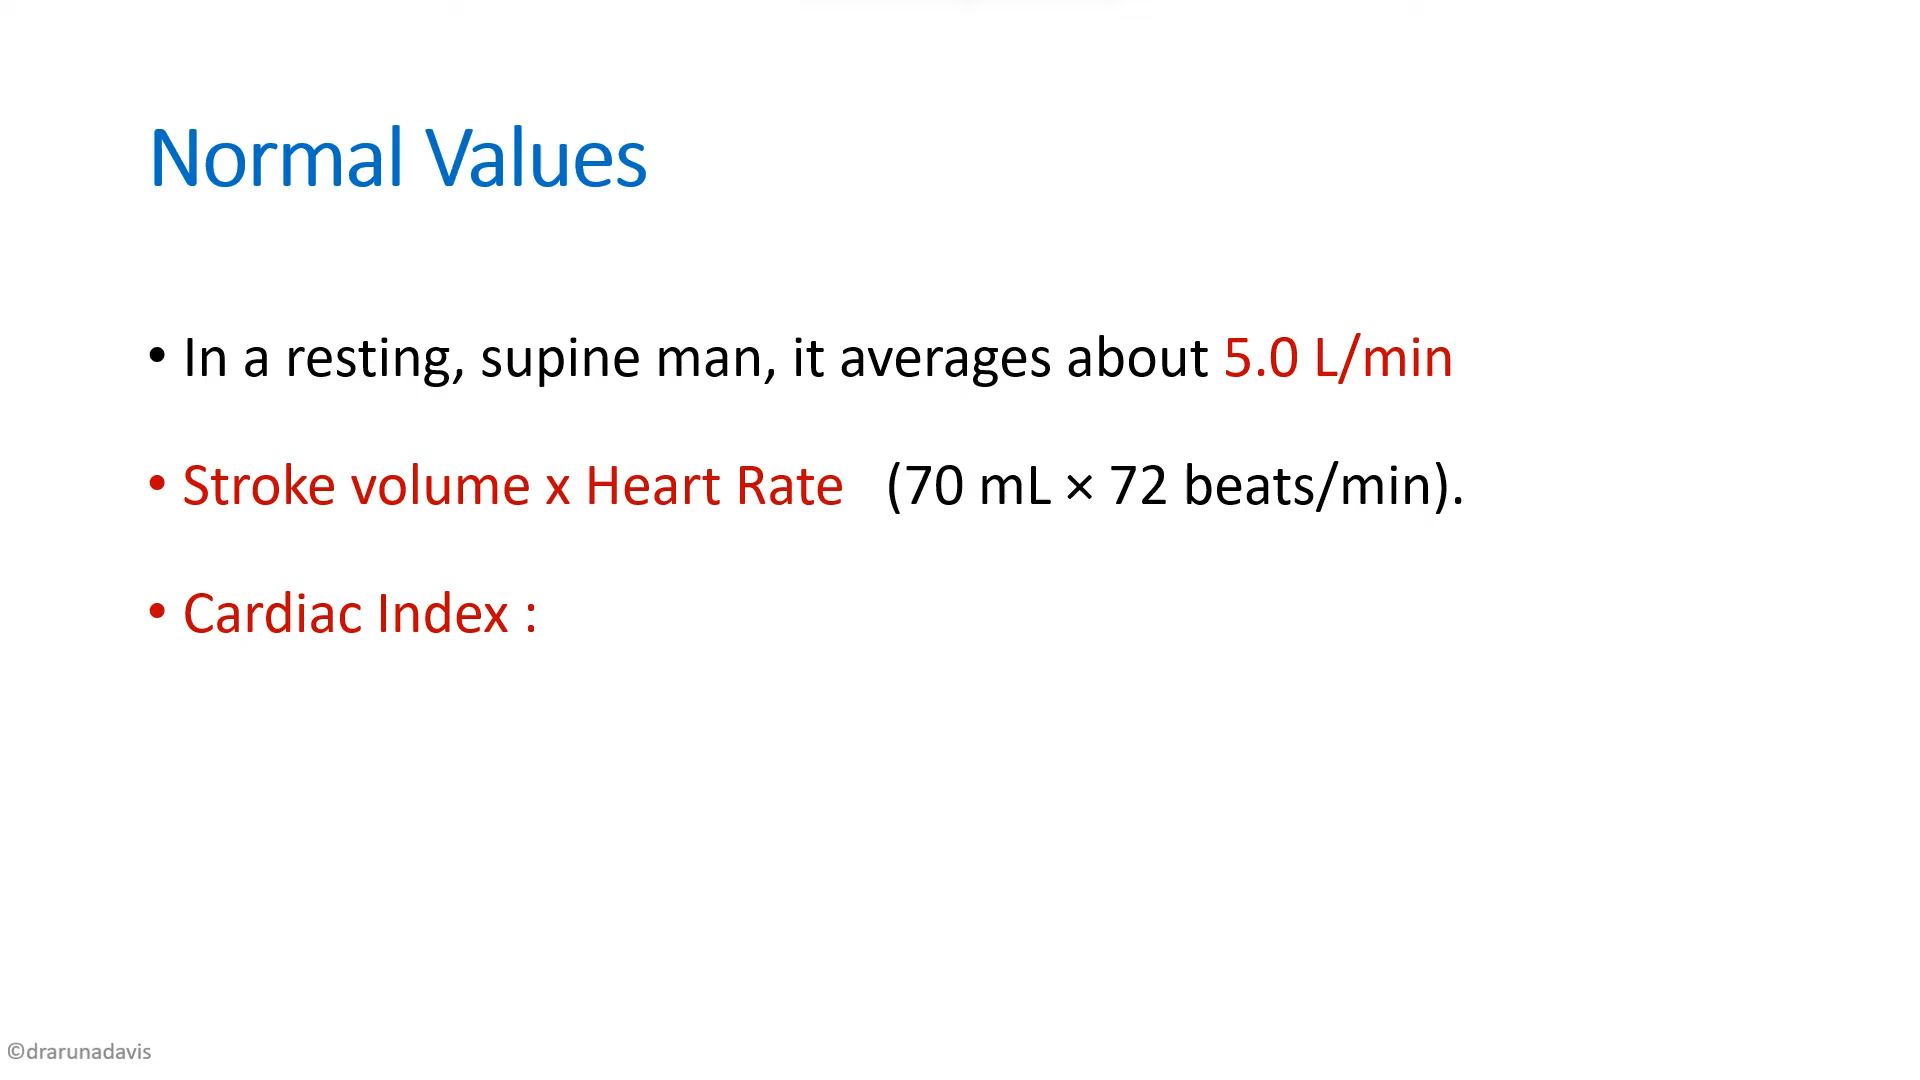 Normal Values
• In a resting, supine man, it averages about 5.0 L/min
• Stroke volume x Heart Rate (70 mL × 72 beats/min).
• Cardiac Index :
©drarunadavis